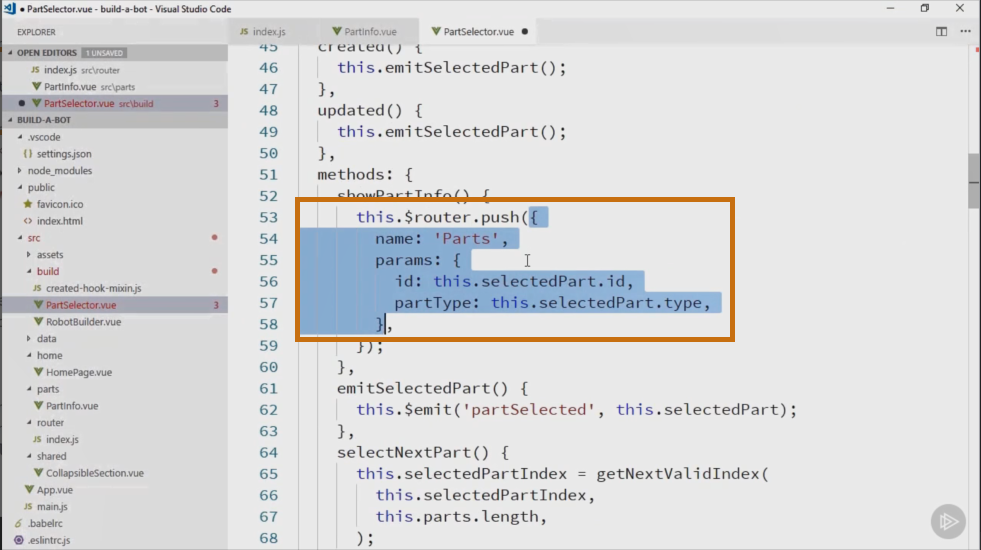 PartSelector.vue - build-a-bot - Visual Studio Code
EXPLORER
OPEN EDITORS 1 UNSAVED
JS index.js src\router
PartInfo.vue src\parts
PartSelector.vue src\build 3
BUILD-A-BOT
.vscode
{} settings.json
node_modules
public
favicon.ico
<> index.html
src
assets
build
JS created-hook-mixin.js
PartSelector.vue 3
RobotBuilder.vue
data
home
HomePage.vue
parts
PartInfo.vue
router
JS index.js
shared
CollapsibleSection.vue
App.vue
JS main.js
.babelrc
.eslintrc.js
JS index.js
PartInfo.vue
PartSelector.vue
45 created() {
46 this.emitSelectedPart();
47 },
48 updated() {
49 this.emitSelectedPart();
50 },
51 methods: {
52 showPartInfo() {
53 this.$router.push({
54 name: 'Parts',
55 params: {
56 id: this.selectedPart.id,
57 partType: this.selectedPart.type,
58 },
59 });
60 },
61 emitSelectedPart() {
62 this.$emit('partSelected', this.selectedPart);
63 },
64 selectNextPart() {
65 this.selectedPartIndex = getNextValidIndex(
66 this.selectedPartIndex,
67 this.parts.length,
68 );